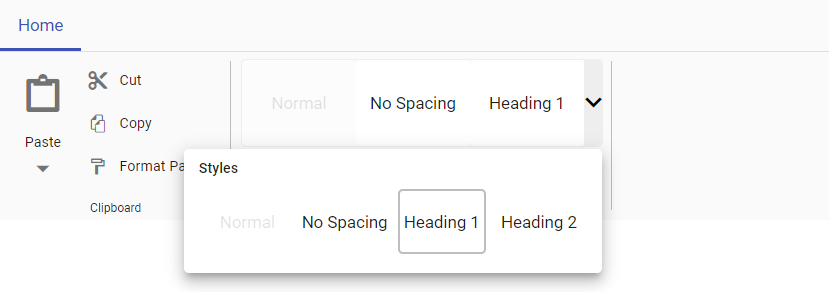 Home
Paste
Cut
Copy
Format Pa
Clipboard
Normal
No Spacing
Heading 1
Styles
Normal
No Spacing
Heading 1
Heading 2